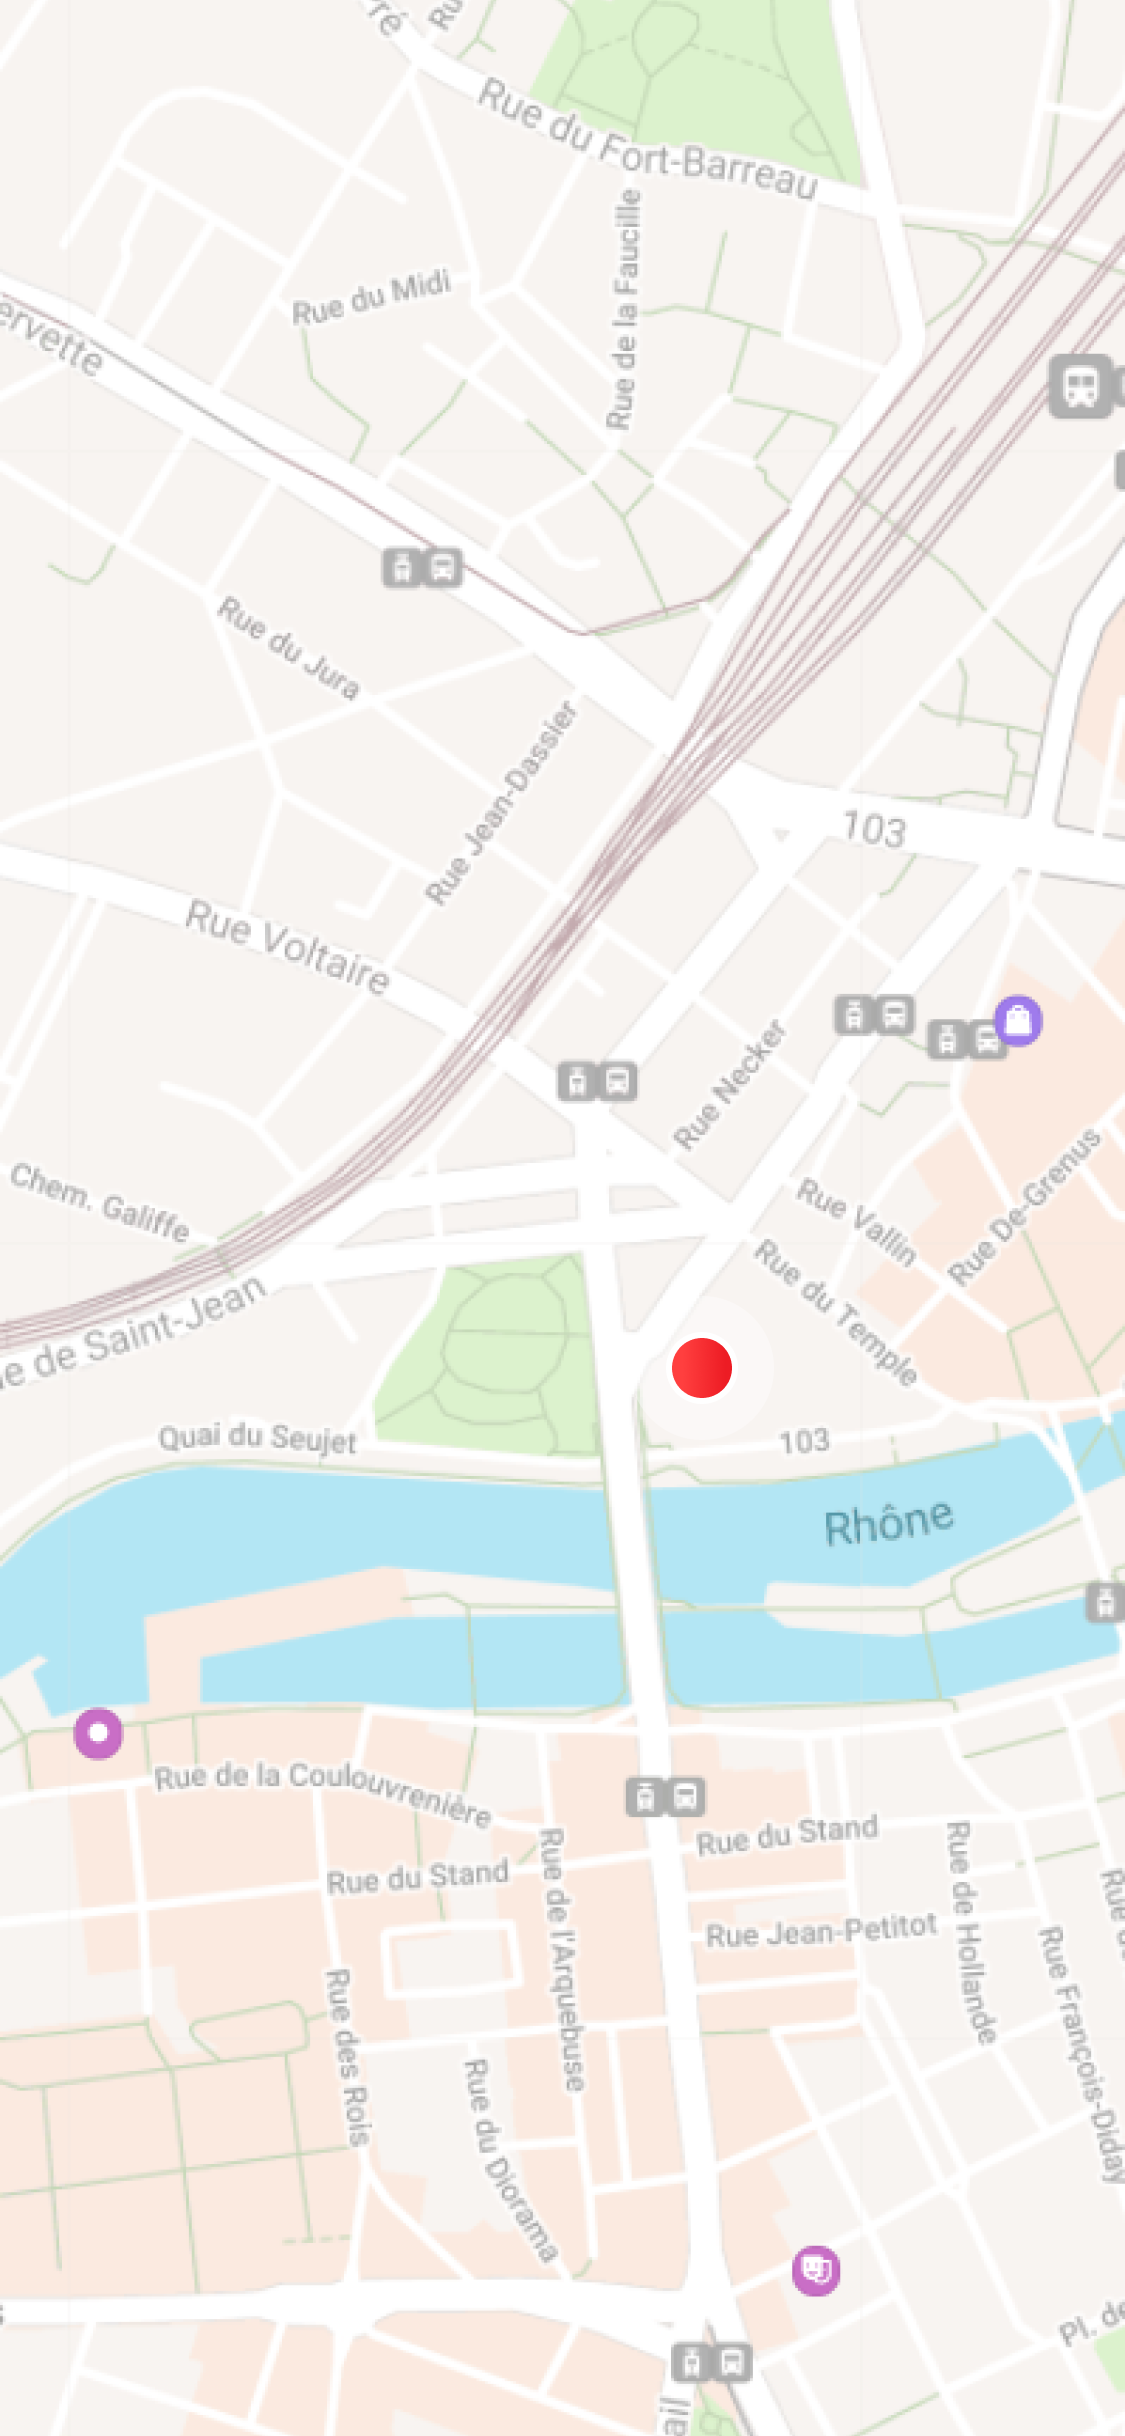 Rue du Fort-Barreau
Rue de la Faucille
Rue du Midi
Rue du Jura
Rue Jean-Dassier
103
Rue Voltaire
Rue Necker
Chem. Galiffe
Rue Vallin
Rue De-Grenus
Rue du Temple
de Saint-Jean
Quai du Seujet
103
Rhône
Rue de la Coulouvrenière
Rue du Stand
Rue du Stand
Rue de l'Arquebuse
Rue de Hollande
Rue Jean-Petitot
Rue François-Diday
Rue des Rois
Rue du Diorama
Pl. de